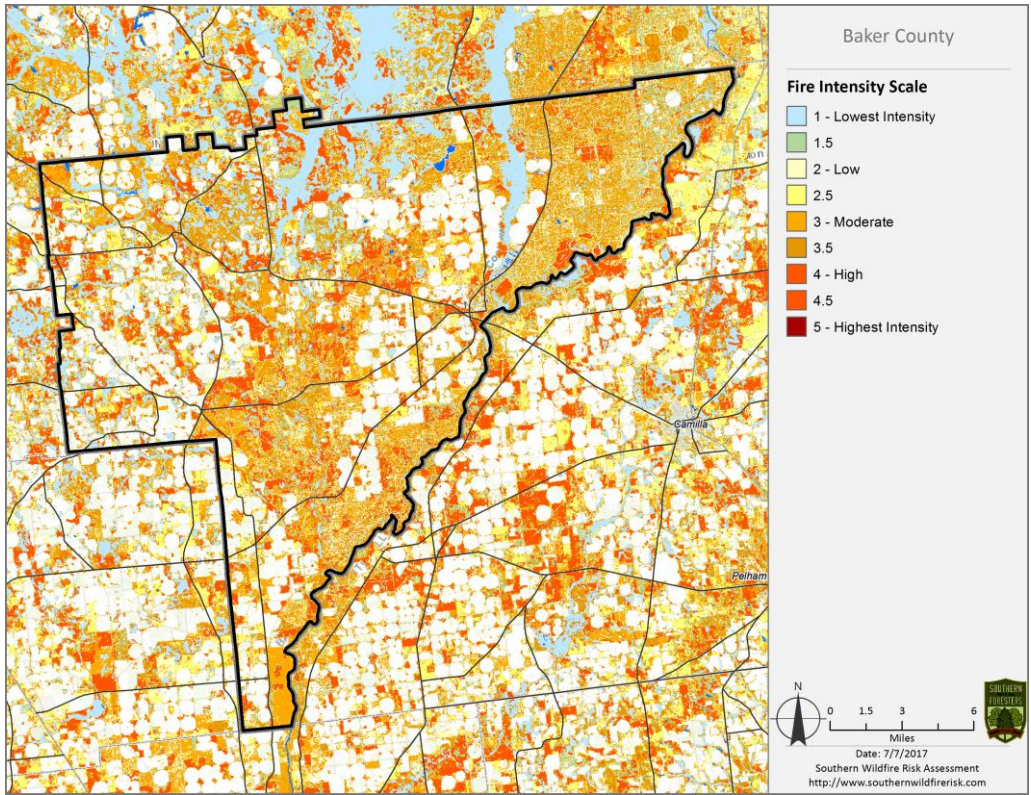 Baker County
Fire Intensity Scale
1 - Lowest Intensity
1.5
2 - Low
2.5
3 - Moderate
3.5
4 - High
4.5
5 - Highest Intensity
Camilla
Pelham
N
0 1.5 3 6
Miles
Date: 7/7/2017
Southern Wildfire Risk Assessment
http://www.southernwildfirerisk.com
SOUTHERN
FORESTERS